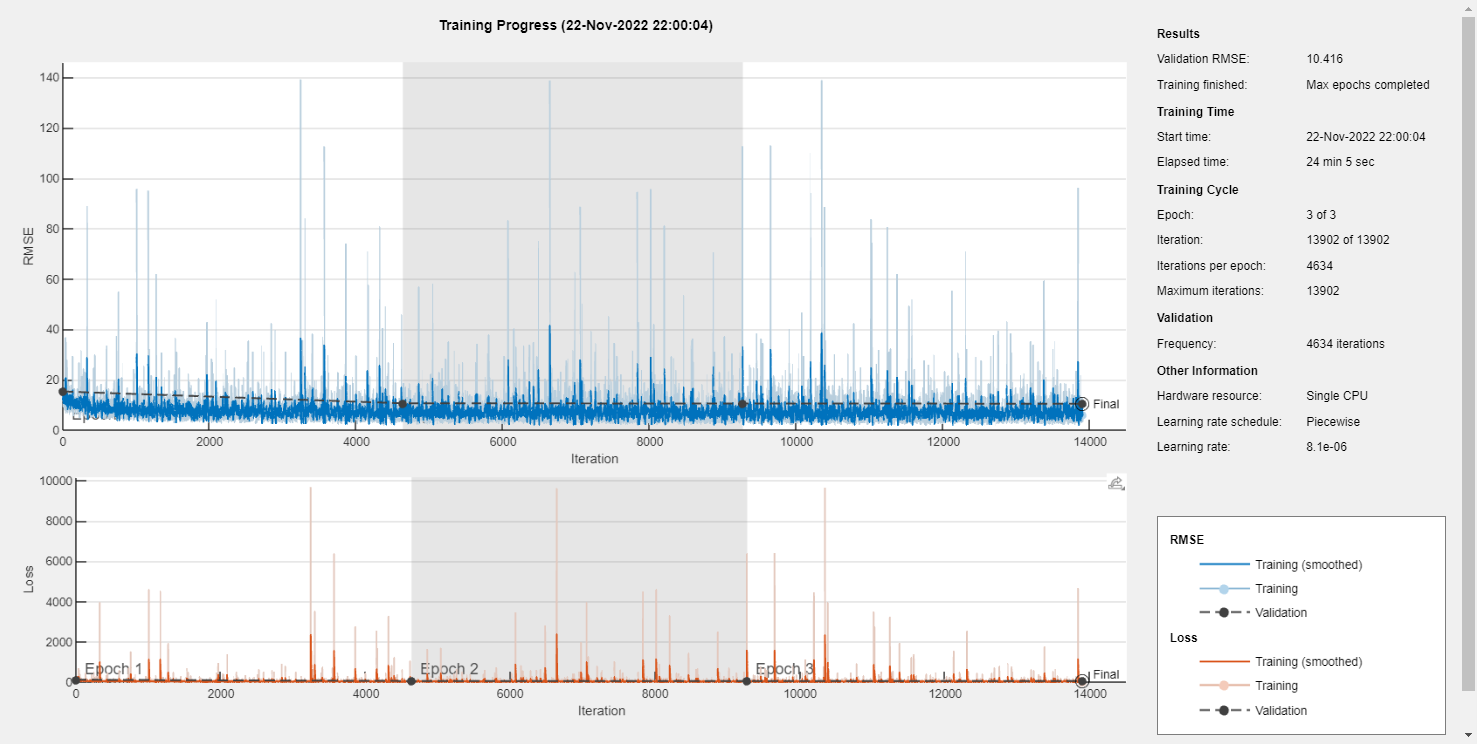 Training Progress (22-Nov-2022 22:00:04)
140
120
100
80
60
40
20
0
RMSE
0 2000 4000 6000 8000 10000 12000 14000
Iteration
Final
10000
8000
6000
4000
2000
0
Loss
Epoch 1 Epoch 2 Epoch 3
Final
0 2000 4000 6000 8000 10000 12000 14000
Iteration
Results
Validation RMSE: 10.416
Training finished: Max epochs completed
Training Time
Start time: 22-Nov-2022 22:00:04
Elapsed time: 24 min 5 sec
Training Cycle
Epoch: 3 of 3
Iteration: 13902 of 13902
Iterations per epoch: 4634
Maximum iterations: 13902
Validation
Frequency: 4634 iterations
Other Information
Hardware resource: Single CPU
Learning rate schedule: Piecewise
Learning rate: 8.1e-06
RMSE
Training (smoothed)
Training
Validation
Loss
Training (smoothed)
Training
Validation